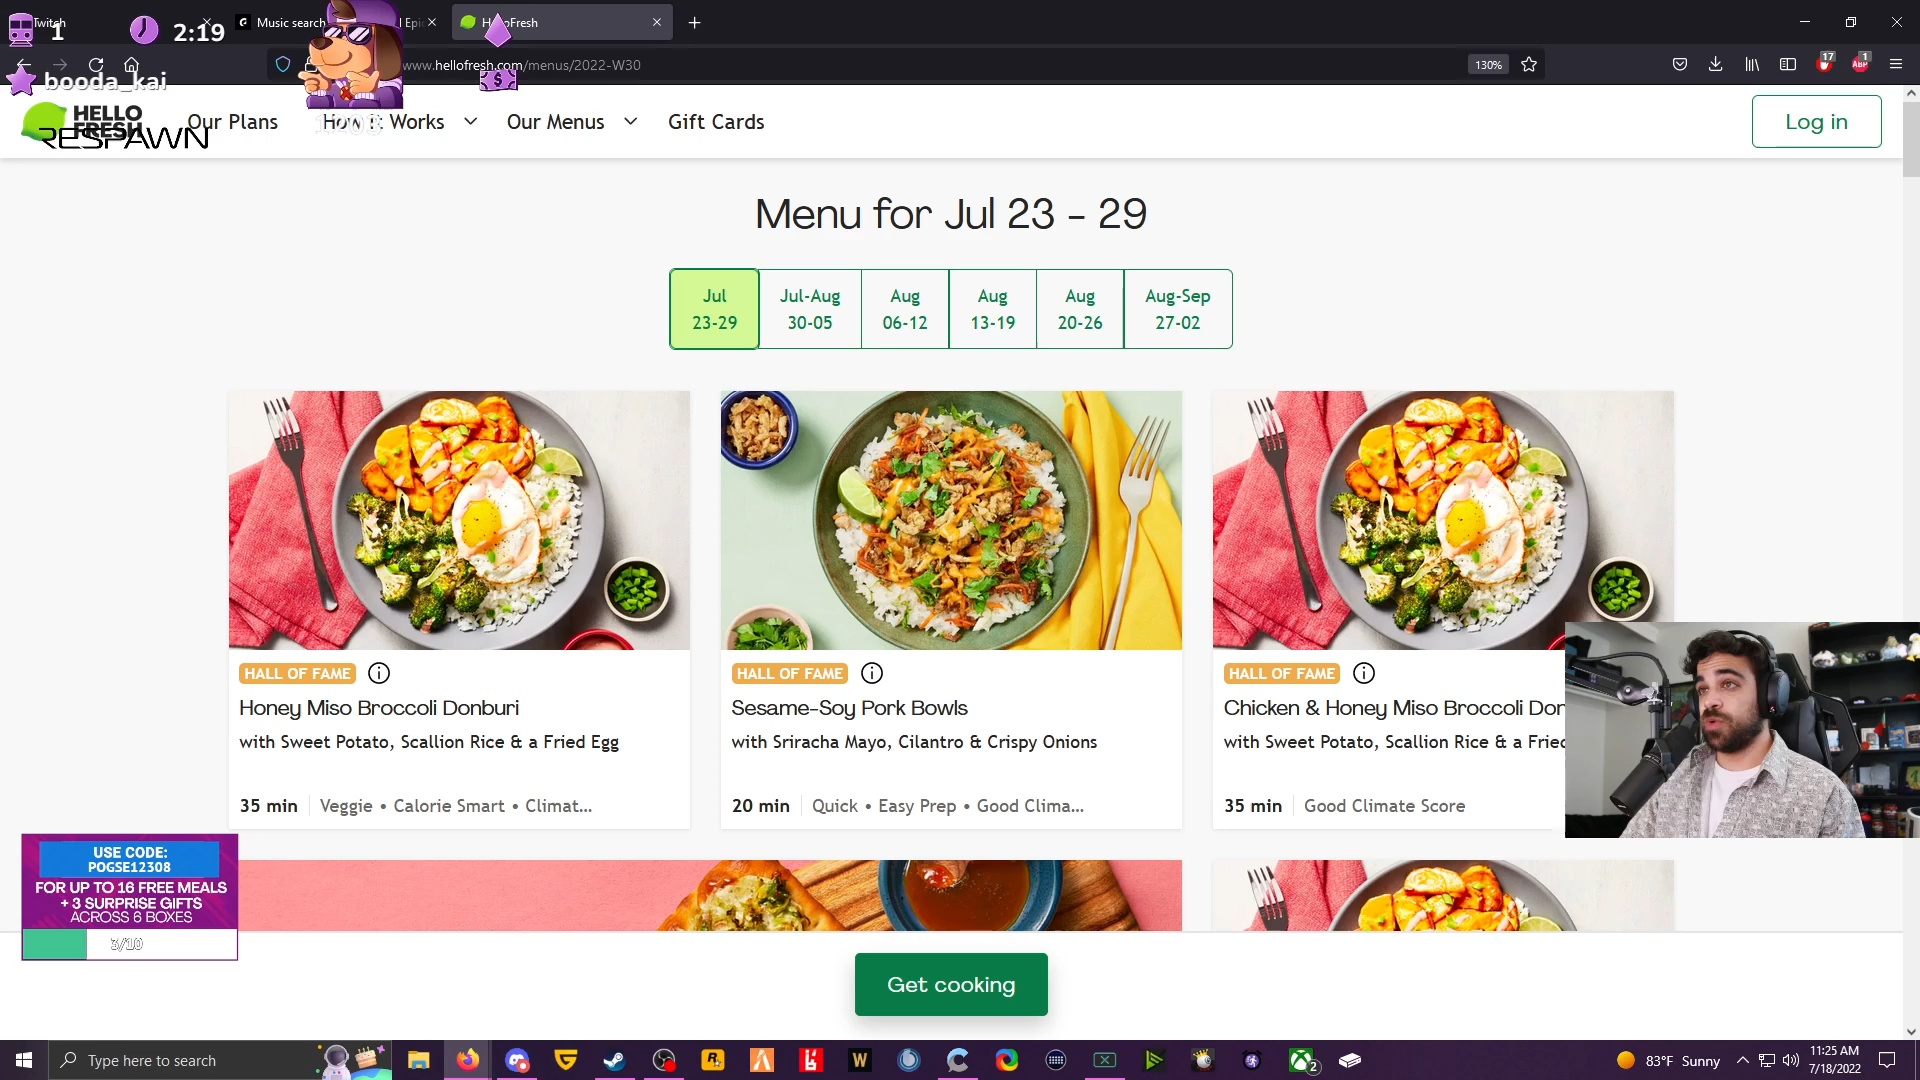 Twitch
Music search
Epi
HelloFresh
1
2:19
www.hellofresh.com/menus/2022-W30
130%
17
1
ABP
booda_kai
HELLO
FRESH
RESPAWN
Our Plans
How It Works
Our Menus
Gift Cards
Log in
Menu for Jul 23 – 29
Jul
23-29
Jul-Aug
30-05
Aug
06-12
Aug
13-19
Aug
20-26
Aug-Sep
27-02
HALL OF FAME
Honey Miso Broccoli Donburi
with Sweet Potato, Scallion Rice & a Fried Egg
35 min
Veggie • Calorie Smart • Climat...
HALL OF FAME
Sesame-Soy Pork Bowls
with Sriracha Mayo, Cilantro & Crispy Onions
20 min
Quick • Easy Prep • Good Clima...
HALL OF FAME
Chicken & Honey Miso Broccoli Don
with Sweet Potato, Scallion Rice & a Fried
35 min
Good Climate Score
USE CODE:
POGSE12308
FOR UP TO 16 FREE MEALS
+ 3 SURPRISE GIFTS
ACROSS 6 BOXES
3/10
Get cooking
Type here to search
83°F Sunny
11:25 AM
7/18/2022